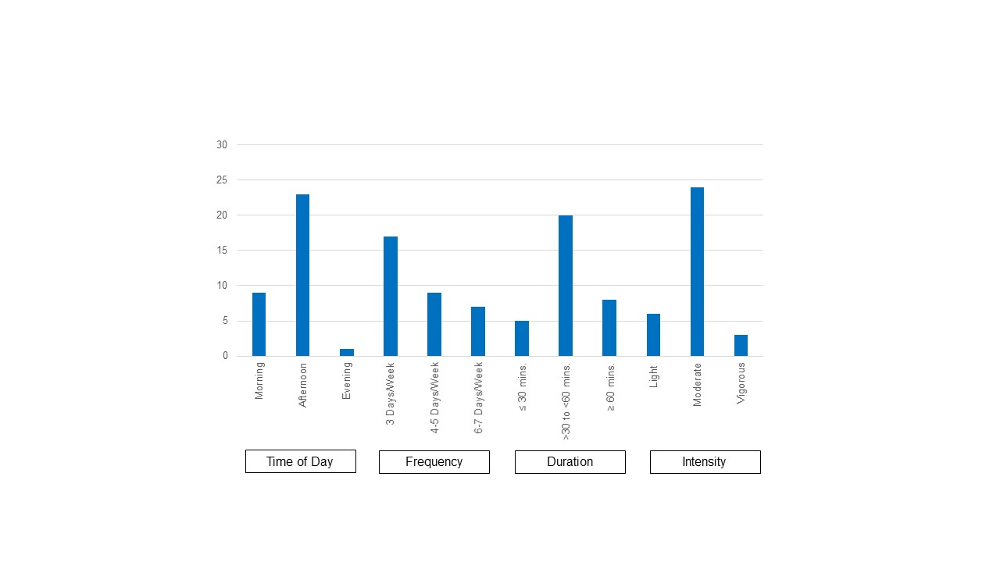 30
25
20
15
10
5
0
Morning
Afternoon
Evening
3 Days/Week
4-5 Days/Week
6-7 Days/Week
≤ 30 mins.
>30 to <60 mins.
≥ 60 mins.
Light
Moderate
Vigorous
Time of Day
Frequency
Duration
Intensity